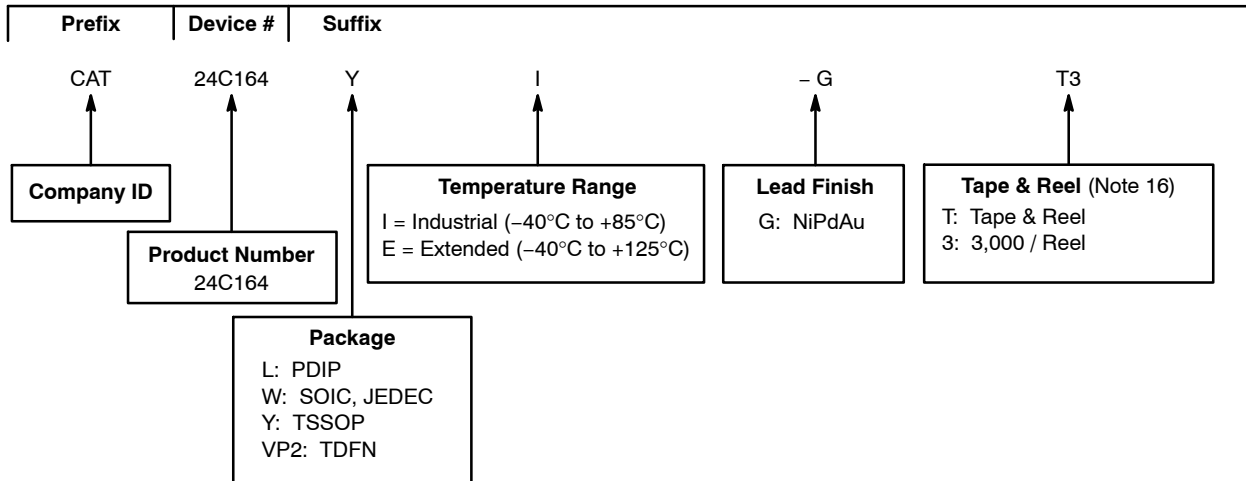 Prefix Device # Suffix
CAT 24C164 Y I – G T3
Company ID
Product Number
24C164
Package
L: PDIP
W: SOIC, JEDEC
Y: TSSOP
VP2: TDFN
Temperature Range
I = Industrial (−40°C to +85°C)
E = Extended (−40°C to +125°C)
Lead Finish
G: NiPdAu
Tape & Reel (Note 16)
T: Tape & Reel
3: 3,000 / Reel